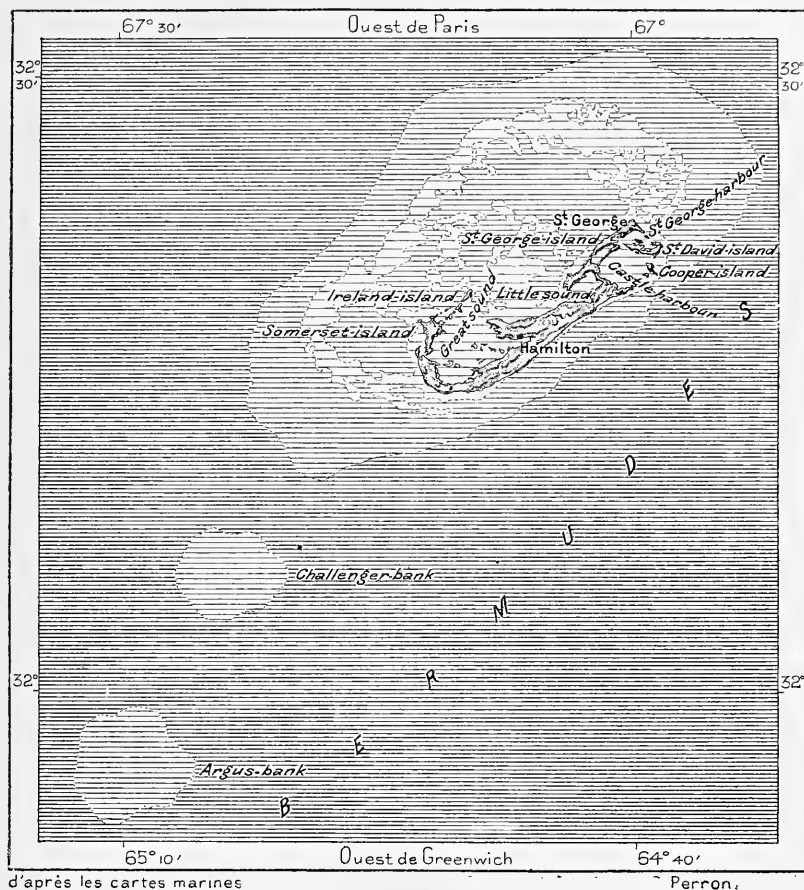 67° 30'
Ouest de Paris
67°
32°
30'
32°
30'
St George
St George harbour
St George-island
St David-island
Cooper-island
Castle harbour
Ireland-island
Little sound
Great sound
Somerset-island
Hamilton
BERMUDES
Challenger-bank
32°
32°
Argus-bank
65° 10'
Ouest de Greenwich
64° 40'
d'après les cartes marines
Perron.